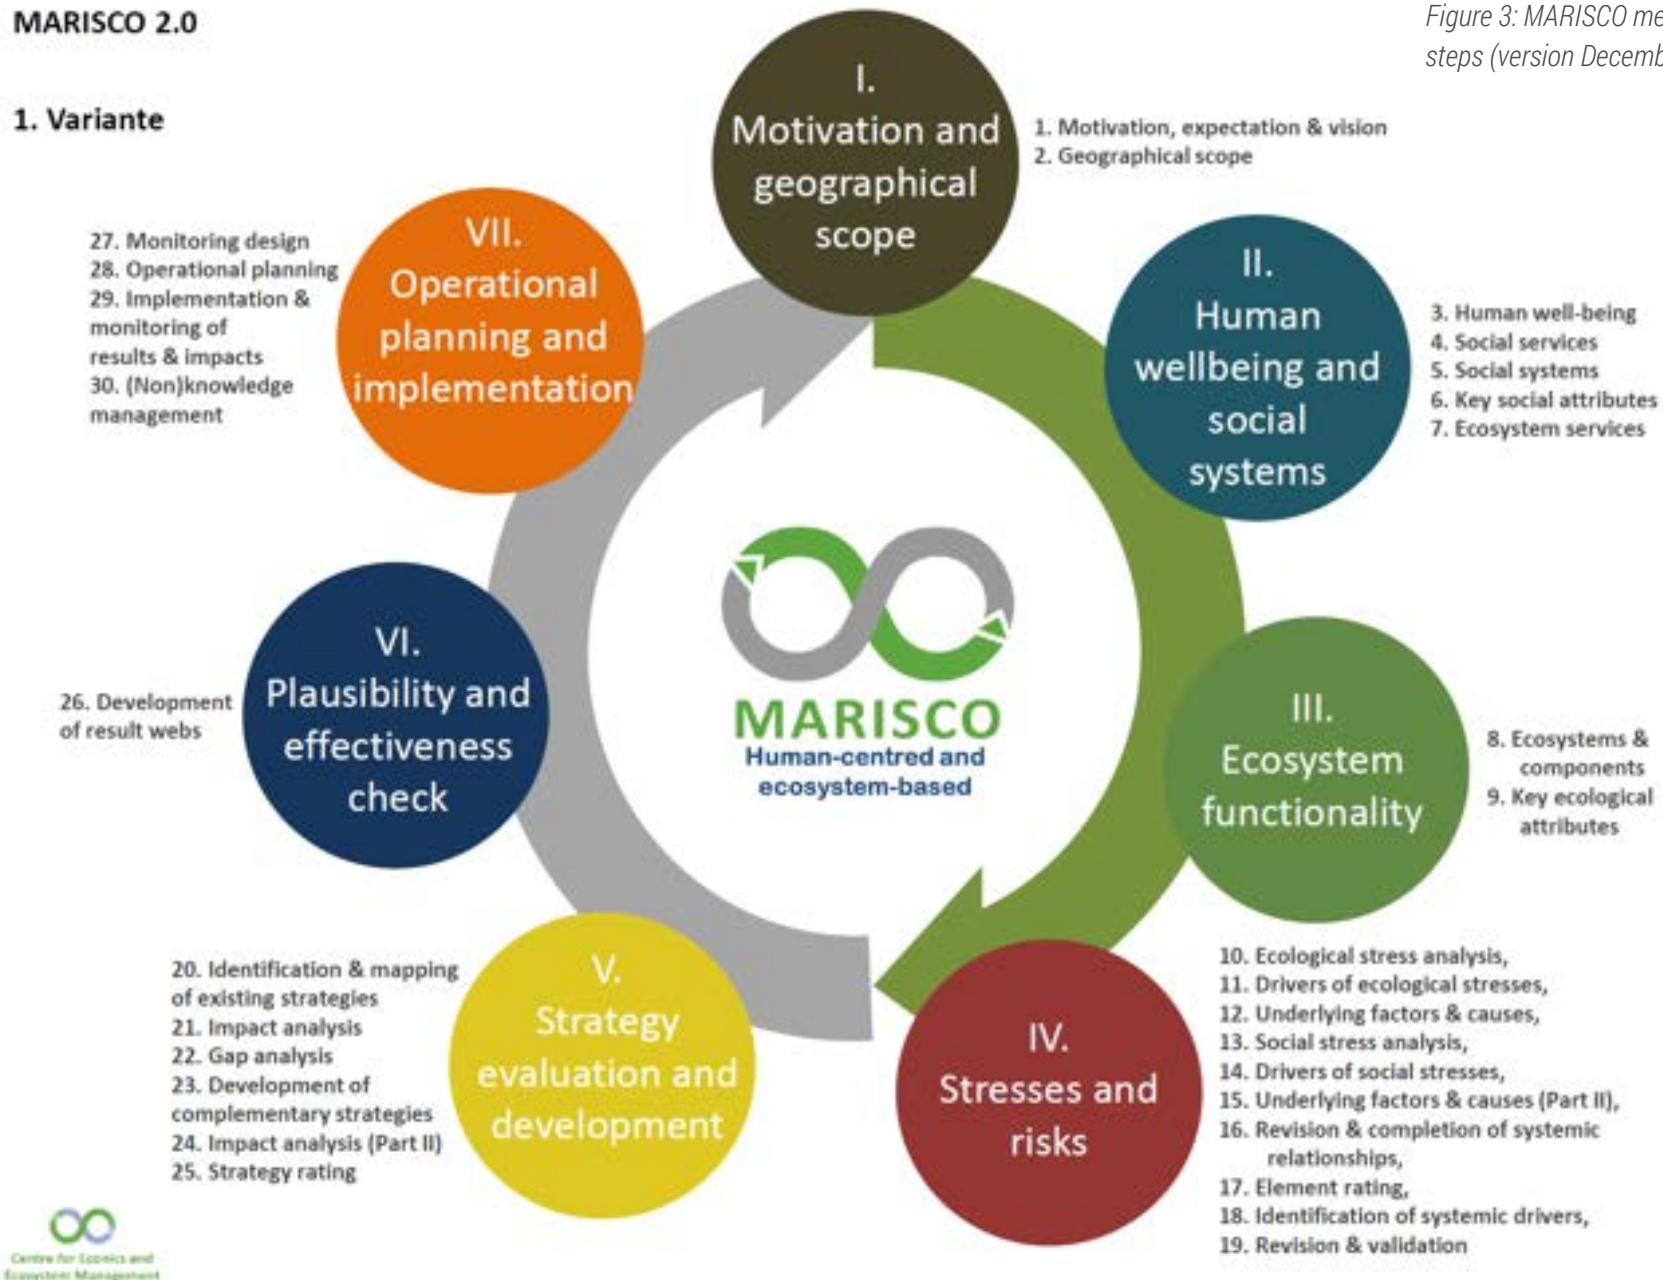 MARISCO 2.0
Figure 3: MARISCO me
steps (version Decemb
1. Variante
I.
Motivation and
geographical
scope
1. Motivation, expectation & vision
2. Geographical scope
II.
Human
wellbeing and
social
systems
3. Human well-being
4. Social services
5. Social systems
6. Key social attributes
7. Ecosystem services
III.
Ecosystem
functionality
8. Ecosystems &
components
9. Key ecological
attributes
IV.
Stresses and
risks
10. Ecological stress analysis,
11. Drivers of ecological stresses,
12. Underlying factors & causes,
13. Social stress analysis,
14. Drivers of social stresses,
15. Underlying factors & causes (Part II),
16. Revision & completion of systemic
relationships,
17. Element rating,
18. Identification of systemic drivers,
19. Revision & validation
V.
Strategy
evaluation and
development
20. Identification & mapping
of existing strategies
21. Impact analysis
22. Gap analysis
23. Development of
complementary strategies
24. Impact analysis (Part II)
25. Strategy rating
VI.
Plausibility and
effectiveness
check
26. Development
of result webs
VII.
Operational
planning and
implementation
27. Monitoring design
28. Operational planning
29. Implementation &
monitoring of
results & impacts
30. (Non)knowledge
management
MARISCO
Human-centred and
ecosystem-based
Centre for Econics and
Ecosystem Management